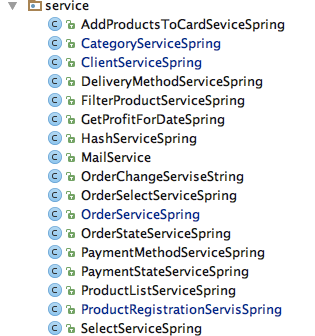 service
AddProductsToCardSeviceSpring
CategoryServiceSpring
ClientServiceSpring
DeliveryMethodServiceSpring
FilterProductServiceSpring
GetProfitForDateSpring
HashServiceSpring
MailService
OrderChangeServiseString
OrderSelectServiceSpring
OrderServiceSpring
OrderStateServiceSpring
PaymentMethodServiceSpring
PaymentStateServiceSpring
ProductListServiceSpring
ProductRegistrationServisSpring
SelectServiceSpring